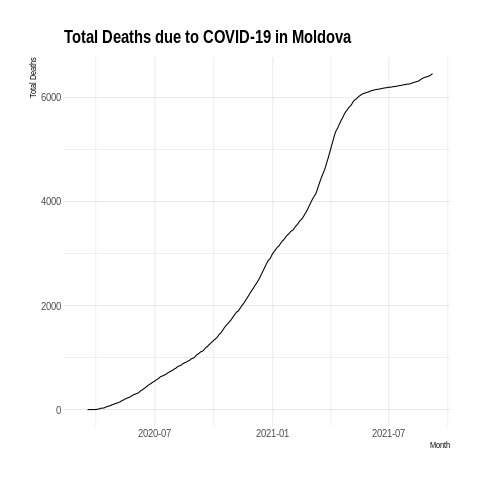 Total Deaths due to COVID-19 in Moldova
Total Deaths
6000
4000
2000
0
2020-07 2021-01 2021-07
Month